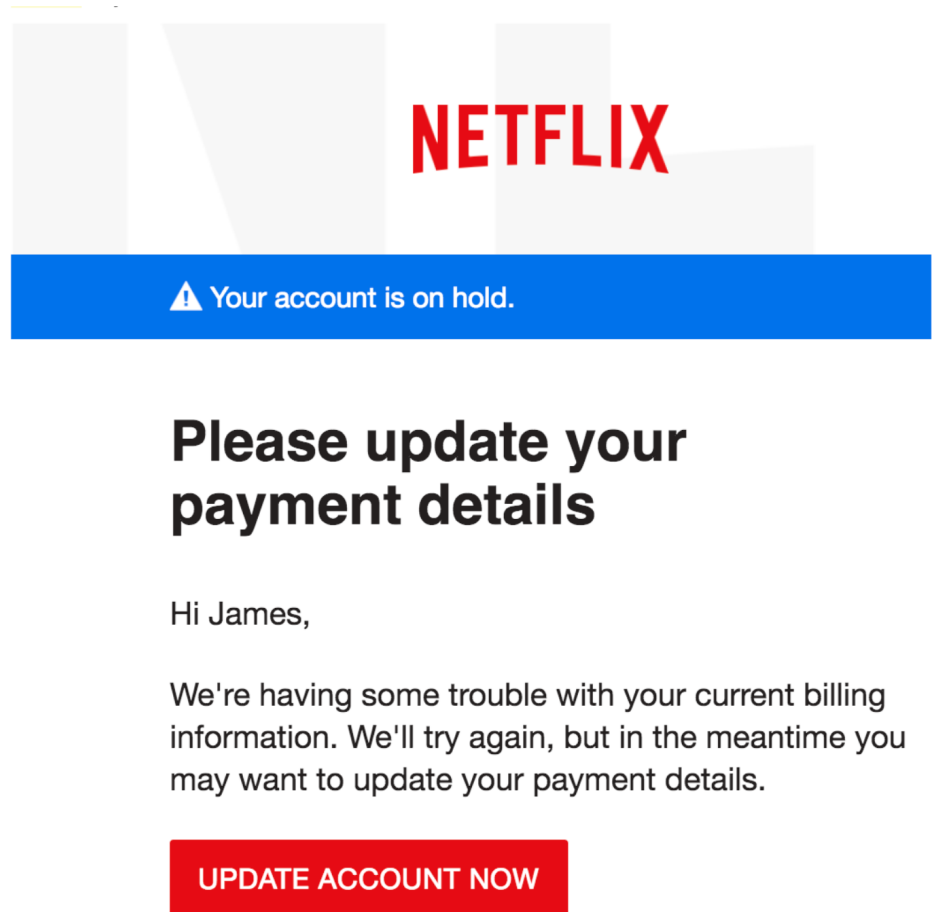 NETFLIX
Your account is on hold.
Please update your
payment details
Hi James,
We're having some trouble with your current billing
information. We'll try again, but in the meantime you
may want to update your payment details.
UPDATE ACCOUNT NOW